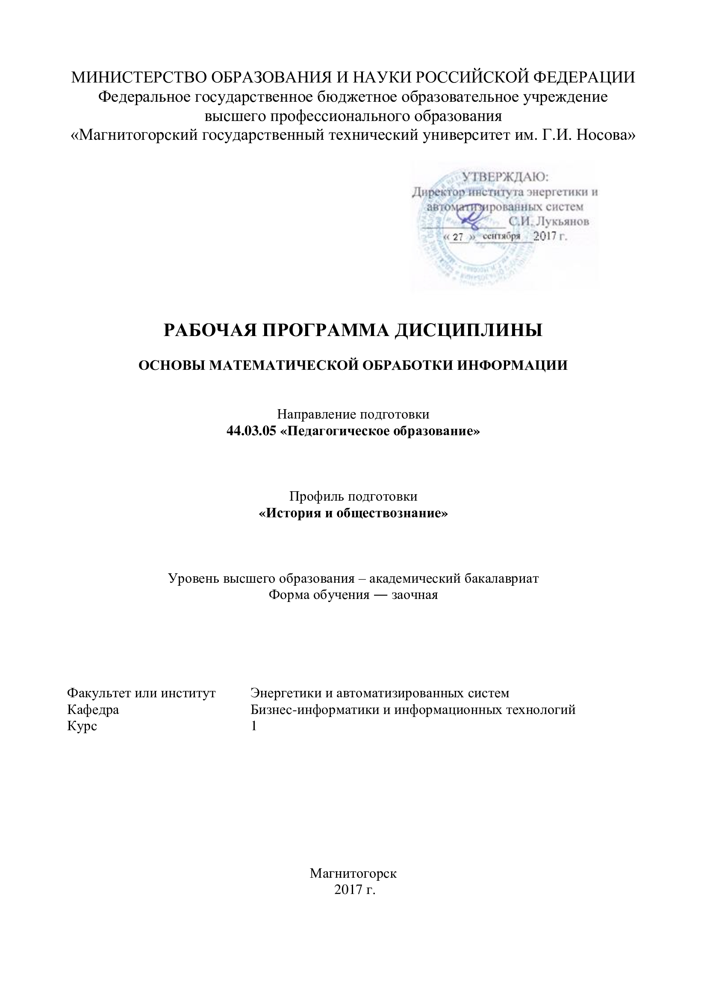 МИНИСТЕРСТВО ОБРАЗОВАНИЯ И НАУКИ РОССИЙСКОЙ ФЕДЕРАЦИИ
Федеральное государственное бюджетное образовательное учреждение
высшего профессионального образования
«Магнитогорский государственный технический университет им. Г.И. Носова»
УТВЕРЖДАЮ:
Директор института энергетики и
автоматизированных систем
С.И. Лукьянов
« 27 » сентября 2017 г.
РАБОЧАЯ ПРОГРАММА ДИСЦИПЛИНЫ
ОСНОВЫ МАТЕМАТИЧЕСКОЙ ОБРАБОТКИ ИНФОРМАЦИИ
Направление подготовки
44.03.05 «Педагогическое образование»
Профиль подготовки
«История и обществознание»
Уровень высшего образования – академический бакалавриат
Форма обучения — заочная
Факультет или институт Энергетики и автоматизированных систем
Кафедра Бизнес-информатики и информационных технологий
Курс 1
Магнитогорск
2017 г.